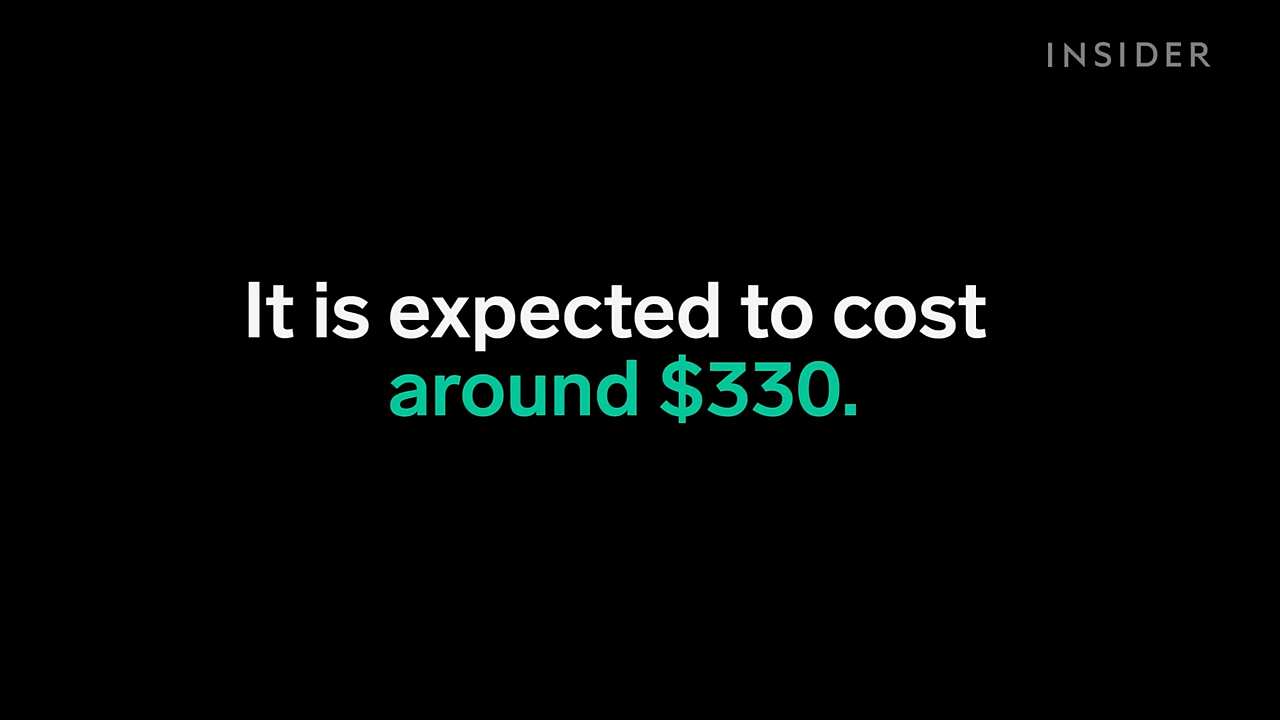 INSIDER
It is expected to cost
around $330.